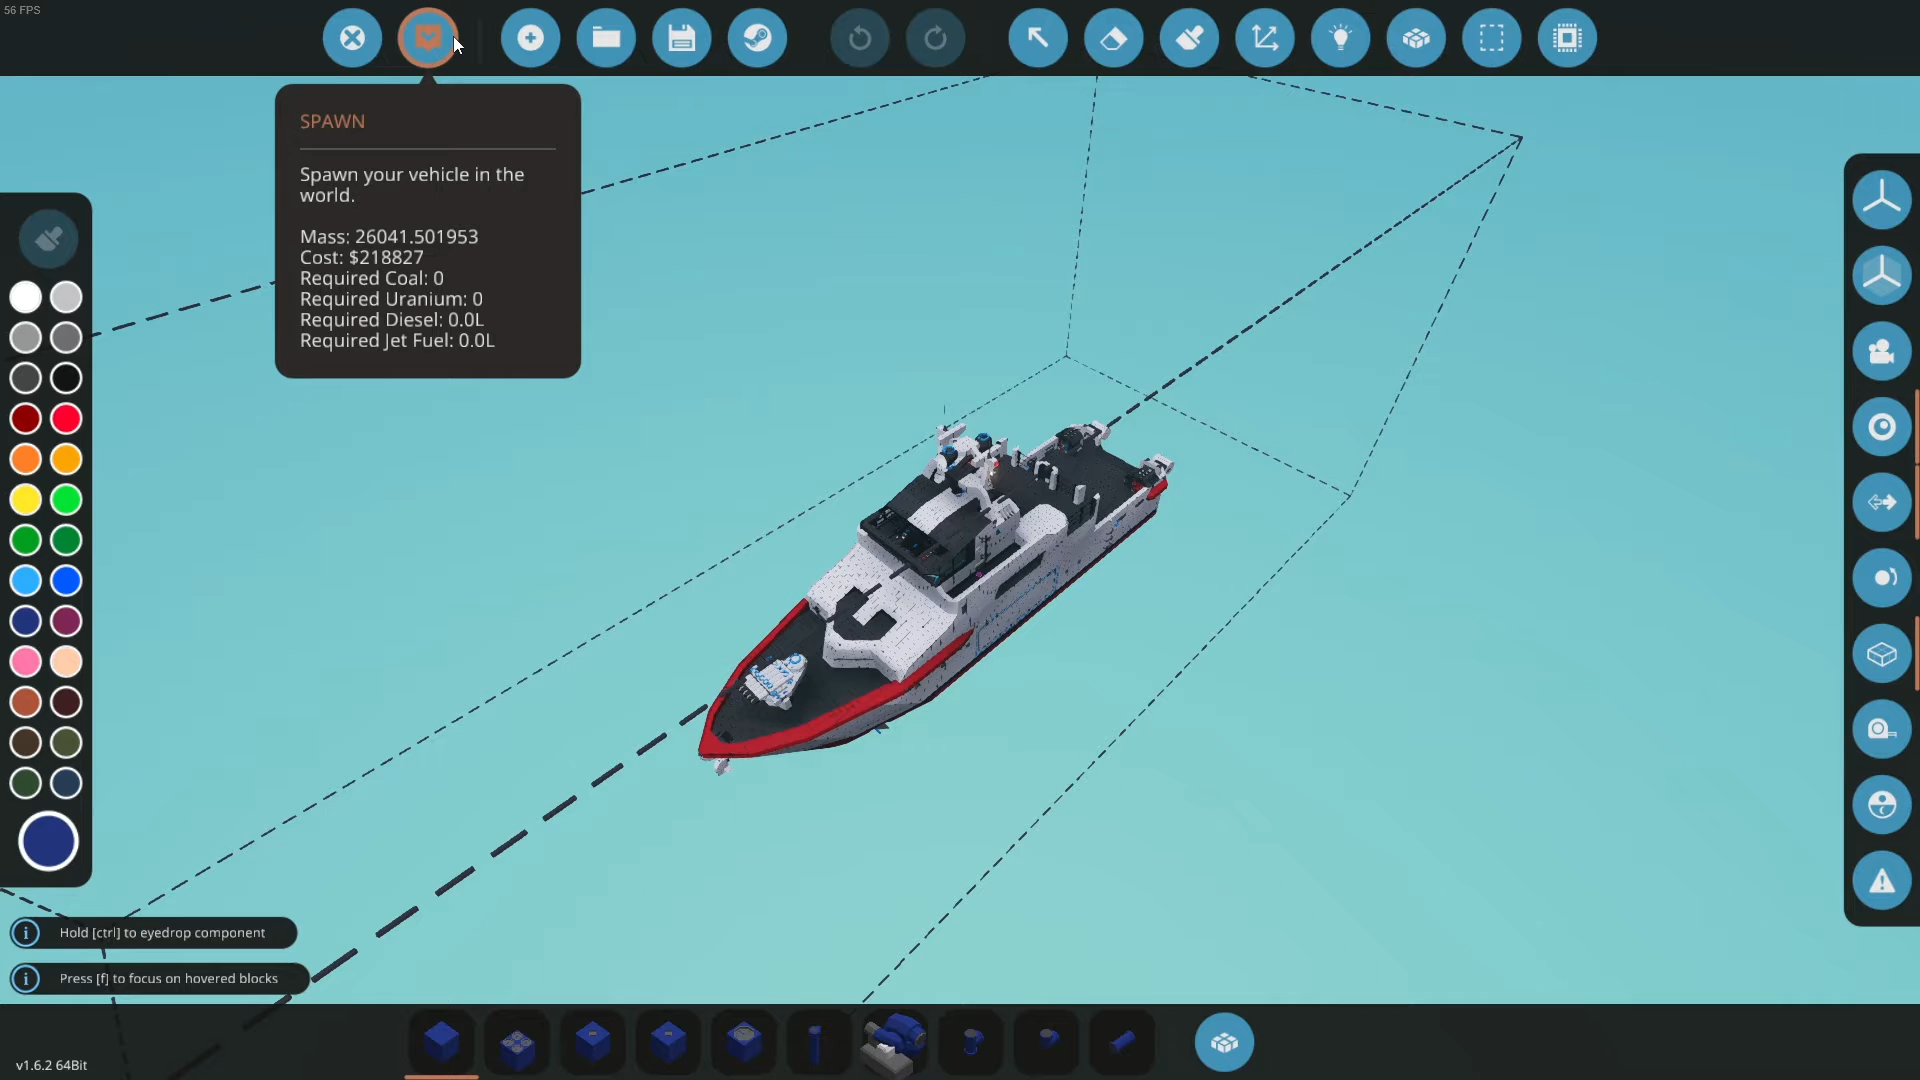 56 FPS
SPAWN
Spawn your vehicle in the
world.
Mass: 26041.501953
Cost: $218827
Required Coal: 0
Required Uranium: 0
Required Diesel: 0.0L
Required Jet Fuel: 0.0L
Hold [ctrl] to eyedrop component
Press [f] to focus on hovered blocks
v1.6.2 64Bit